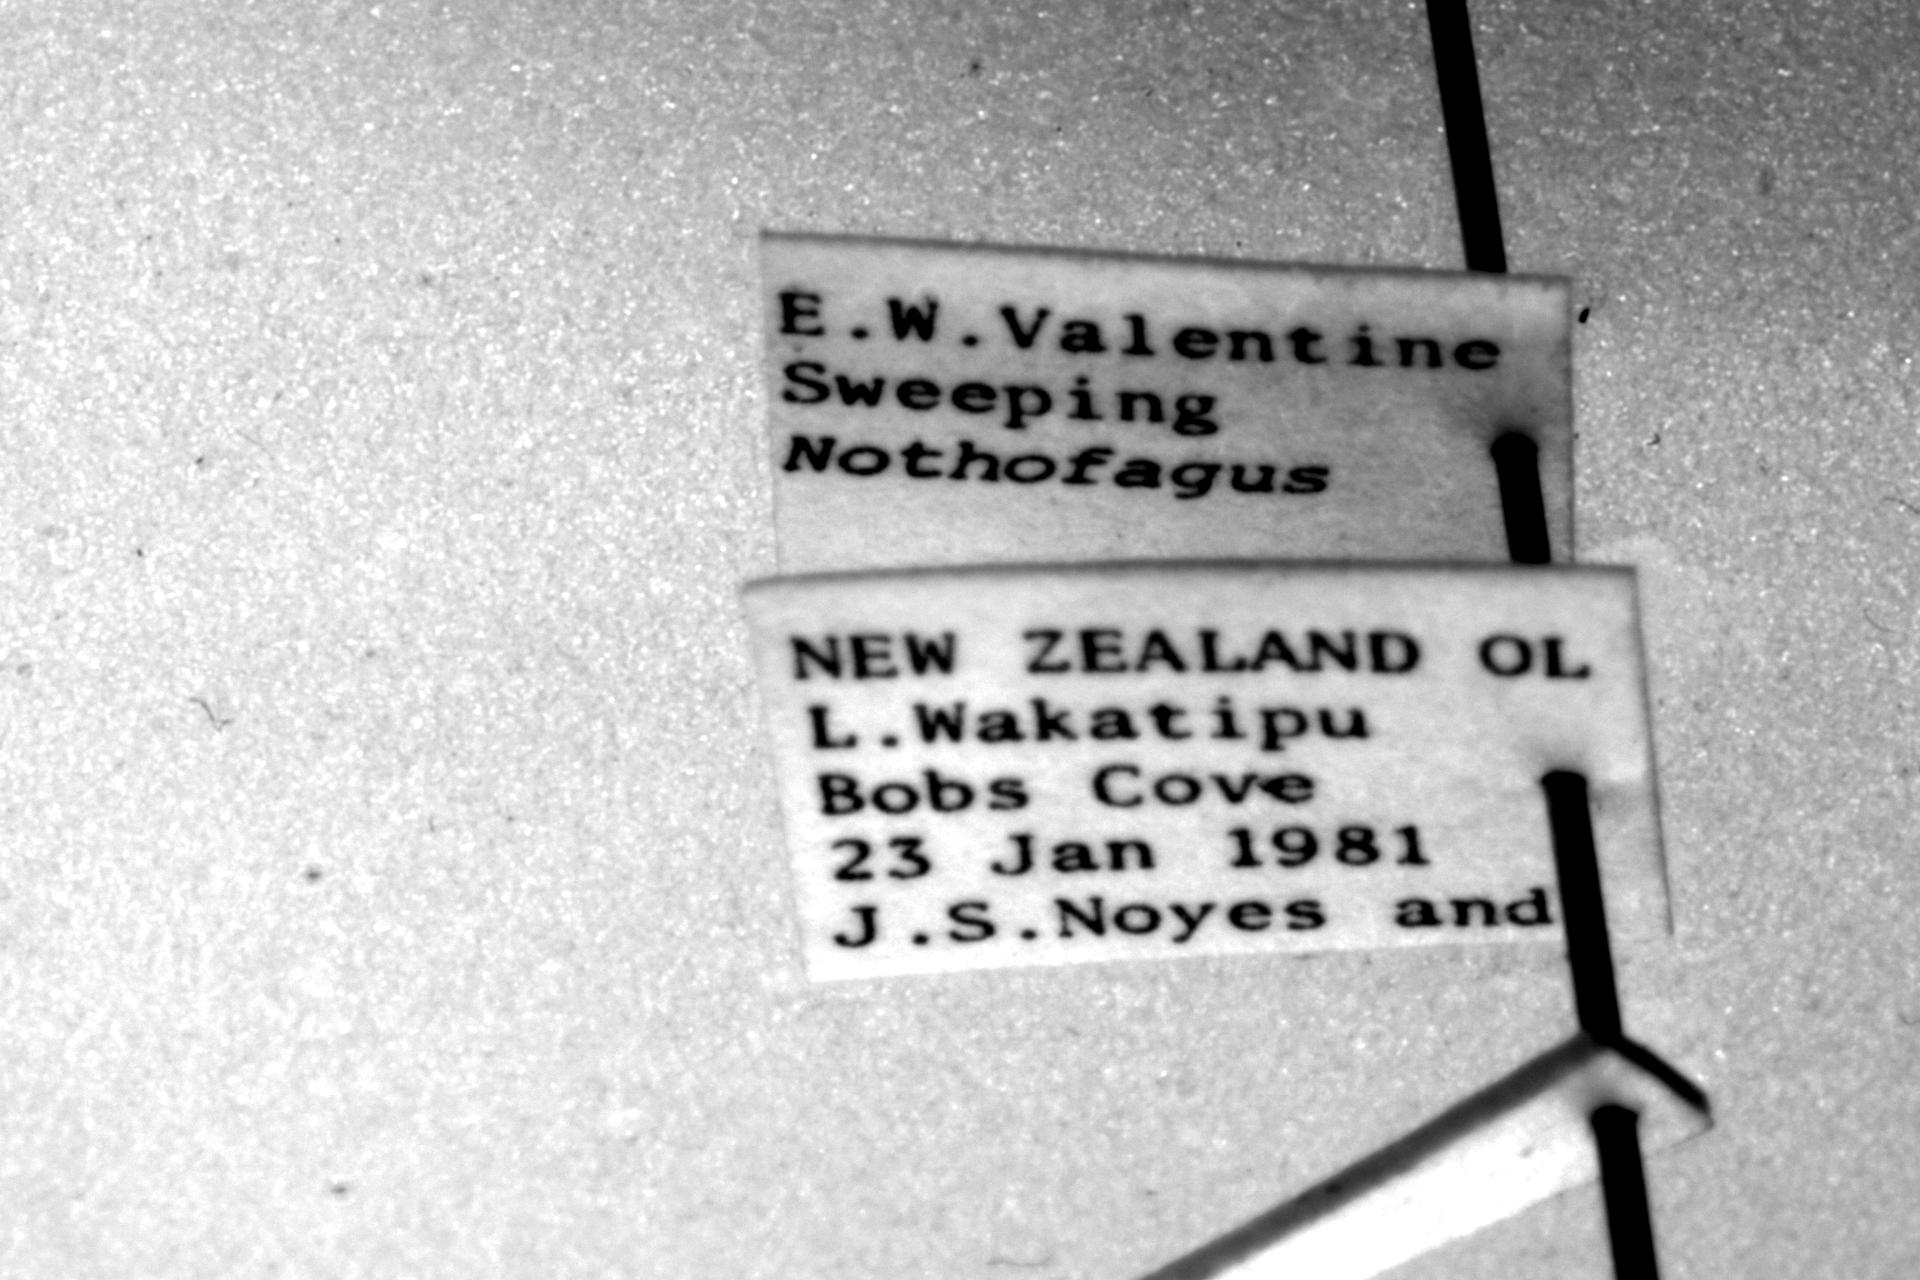 E.W.Valentine
Sweeping
Nothofagus
NEW ZEALAND OL
L.Wakatipu
Bobs Cove
23 Jan 1981
J.S.Noyes and